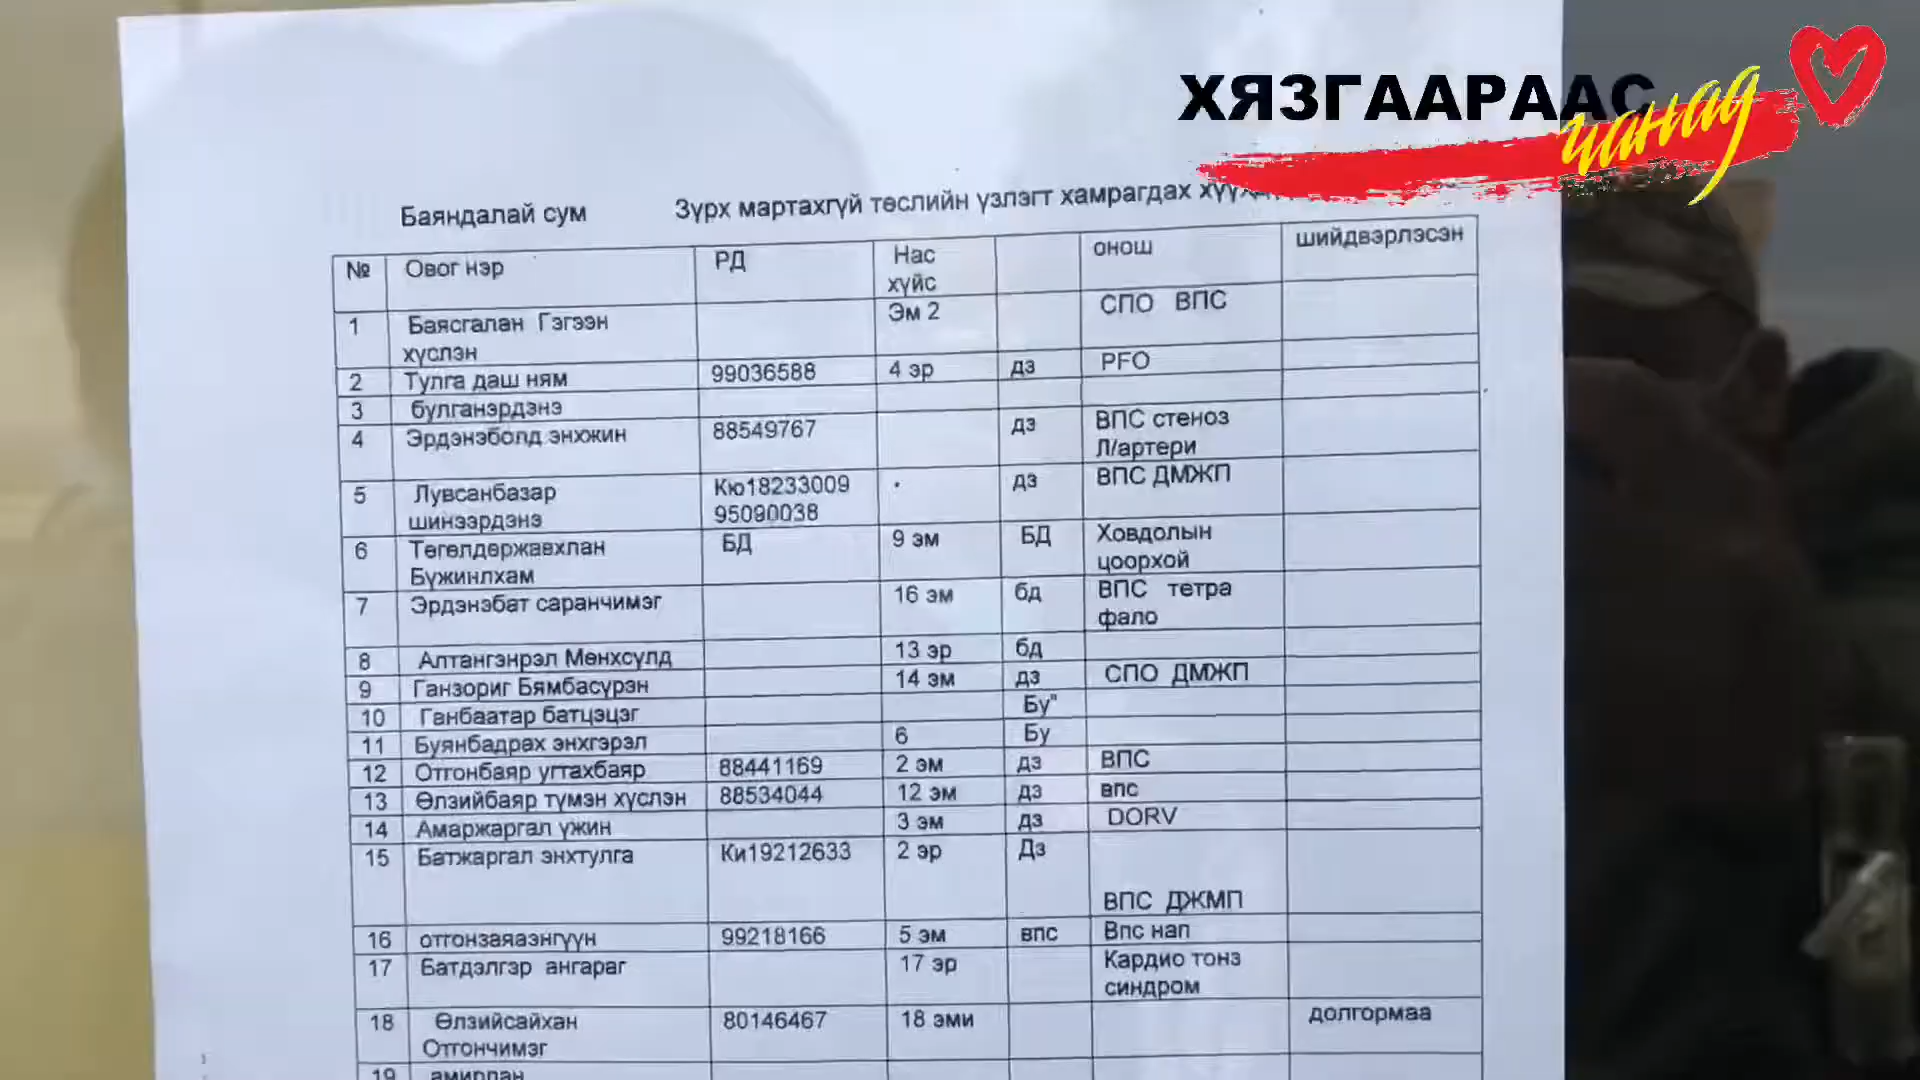 ХЯЗГААРААС
цанад
Баяндалай сум Зүрх мартахгүй төслийн үзлэгт хамрагдах
№ Овог нэр РД Нас хүйс онош шийдвэрлэсэн
1 Баясгалан Гэгээн хүслэн Эм 2 СПО ВПС
2 Тулга даш ням 99036588 4 эр дз PFO
3 булганэрдэнэ
4 Эрдэнэболд энхжин 88549767 дз ВПС стеноз Л/артери
5 Лувсанбазар шинээрдэнэ Кю18233009 95090038 дз ВПС ДМЖП
6 Төгөлдөржавхлан Бүжинлхам БД 9 эм БД Ховдолын цоорхой
7 Эрдэнэбат саранчимэг 16 эм бд ВПС тетра фало
8 Алтангэнрэл Мөнхсүлд 13 эр бд
9 Ганзориг Бямбасүрэн 14 эм дз СПО ДМЖП
10 Ганбаатар батцэцэг Бу"
11 Буянбадрах энхгэрэл 6 Бу
12 Отгонбаяр угтахбаяр 88441169 2 эм дз ВПС
13 Өлзийбаяр түмэн хүслэн 88534044 12 эм дз впс
14 Амаржаргал үжин 3 эм дз DORV
15 Батжаргал энхтулга Ки19212633 2 эр Дз ВПС ДЖМП
16 отгонзаяаэнгүүн 99218166 5 эм впс Впс нап
17 Батдэлгэр ангараг 17 эр Кардио тонз синдром
18 Өлзийсайхан Отгончимэг 80146467 18 эми долгормаа
19 амирлан